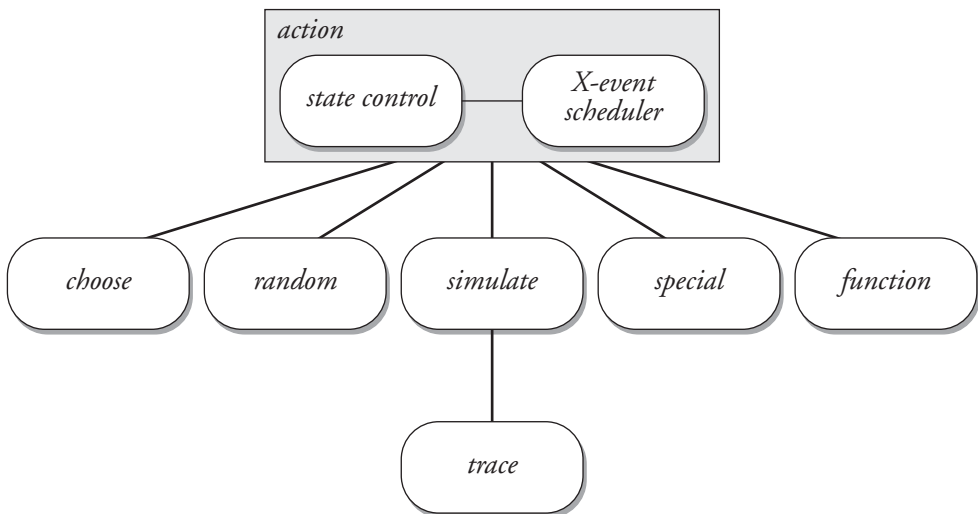 action
state control
X-event
scheduler
choose
random
simulate
special
function
trace